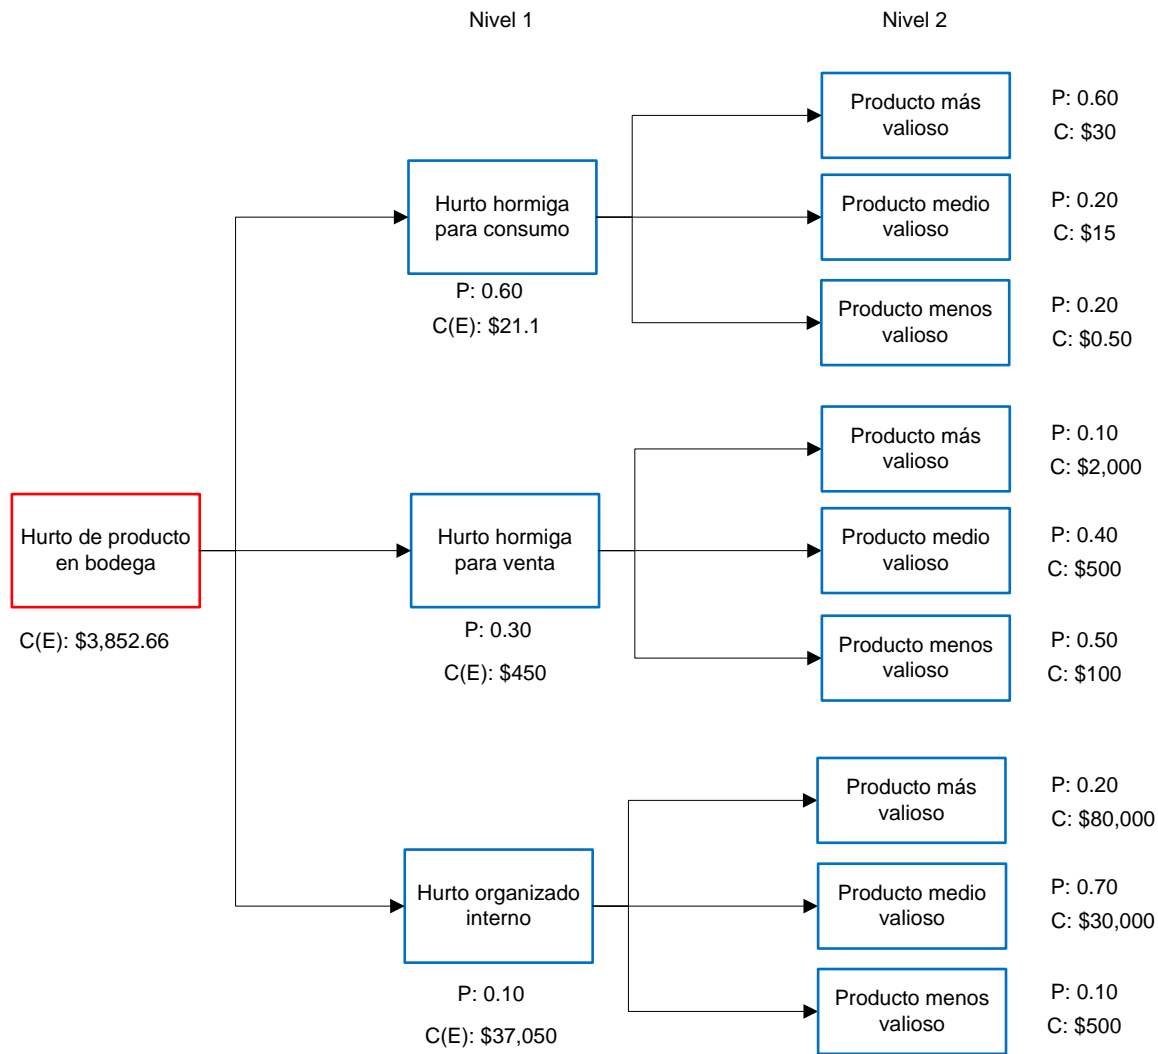 Nivel 1
Nivel 2
Producto más
valioso
P: 0.60
C: $30
Hurto hormiga
para consumo
P: 0.60
C(E): $21.1
Producto medio
valioso
P: 0.20
C: $15
Producto menos
valioso
P: 0.20
C: $0.50
Producto más
valioso
P: 0.10
C: $2,000
Hurto de producto
en bodega
C(E): $3,852.66
Hurto hormiga
para venta
P: 0.30
C(E): $450
Producto medio
valioso
P: 0.40
C: $500
Producto menos
valioso
P: 0.50
C: $100
Producto más
valioso
P: 0.20
C: $80,000
Hurto organizado
interno
P: 0.10
C(E): $37,050
Producto medio
valioso
P: 0.70
C: $30,000
Producto menos
valioso
P: 0.10
C: $500